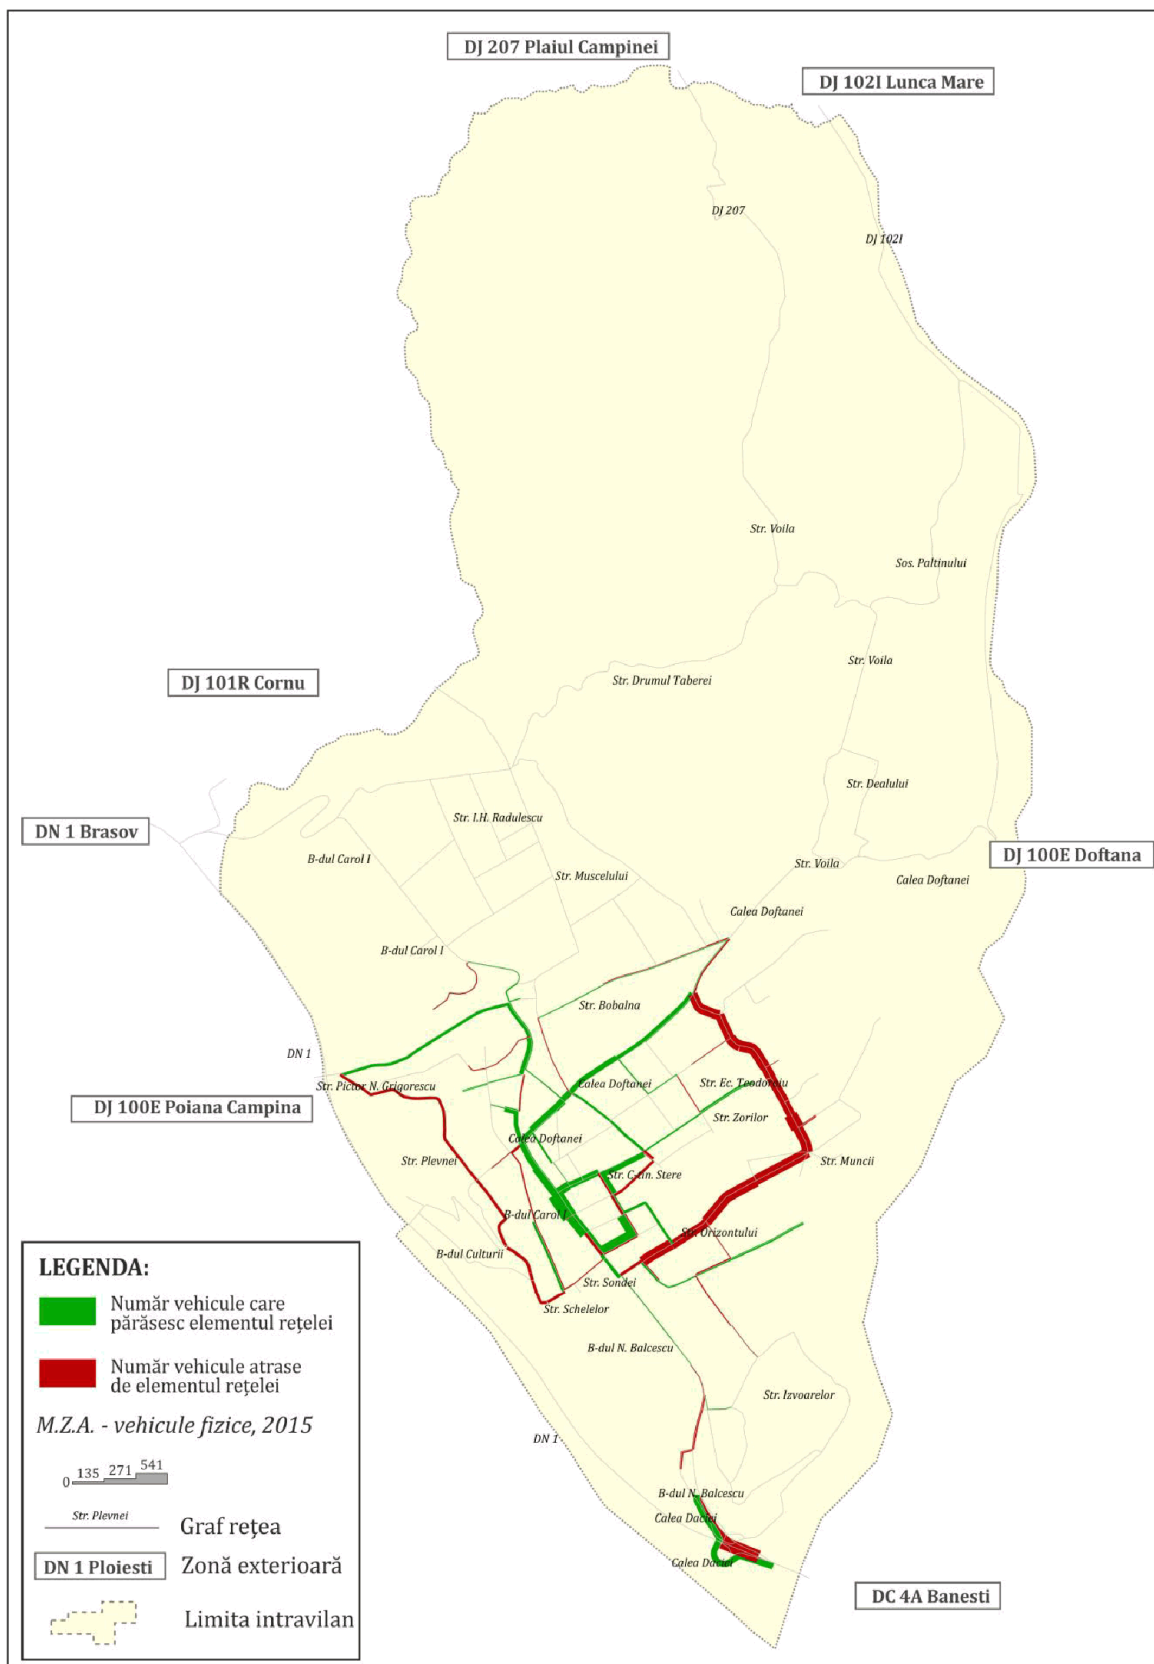 DJ 207 Plaiul Campinei
DJ 102I Lunca Mare
DJ 207
DJ 102I
Str. Voila
Sos. Paltinului
Str. Voila
DJ 101R Cornu
Str. Drumul Taberei
Str. Dealului
Str. I.H. Radulescu
DN 1 Brasov
B-dul Carol I
DJ 100E Doftana
Str. Voila
Str. Muscelului
Calea Doftanei
Calea Doftanei
B-dul Carol I
Str. Bobalna
DN 1
Str. Pictor N. Grigorescu
Calea Doftanei
Str. Ec. Teodoroiu
DJ 100E Poiana Campina
Str. Zorilor
Calea Doftanei
Str. Plevnei
Str. Muncii
Str. C-tin. Stere
B-dul Carol I
Str. Orizontului
B-dul Culturii
Str. Sondei
Str. Schelelor
B-dul N. Balcescu
Str. Izvoarelor
DN 1
B-dul N. Balcescu
Calea Daciei
Calea Daciei
DC 4A Banesti
LEGENDA:
Număr vehicule care
părăsesc elementul rețelei
Număr vehicule atrase
de elementul rețelei
M.Z.A. - vehicule fizice, 2015
0 135 271 541
Str. Plevnei
Graf rețea
DN 1 Ploiesti
Zonă exterioară
Limita intravilan